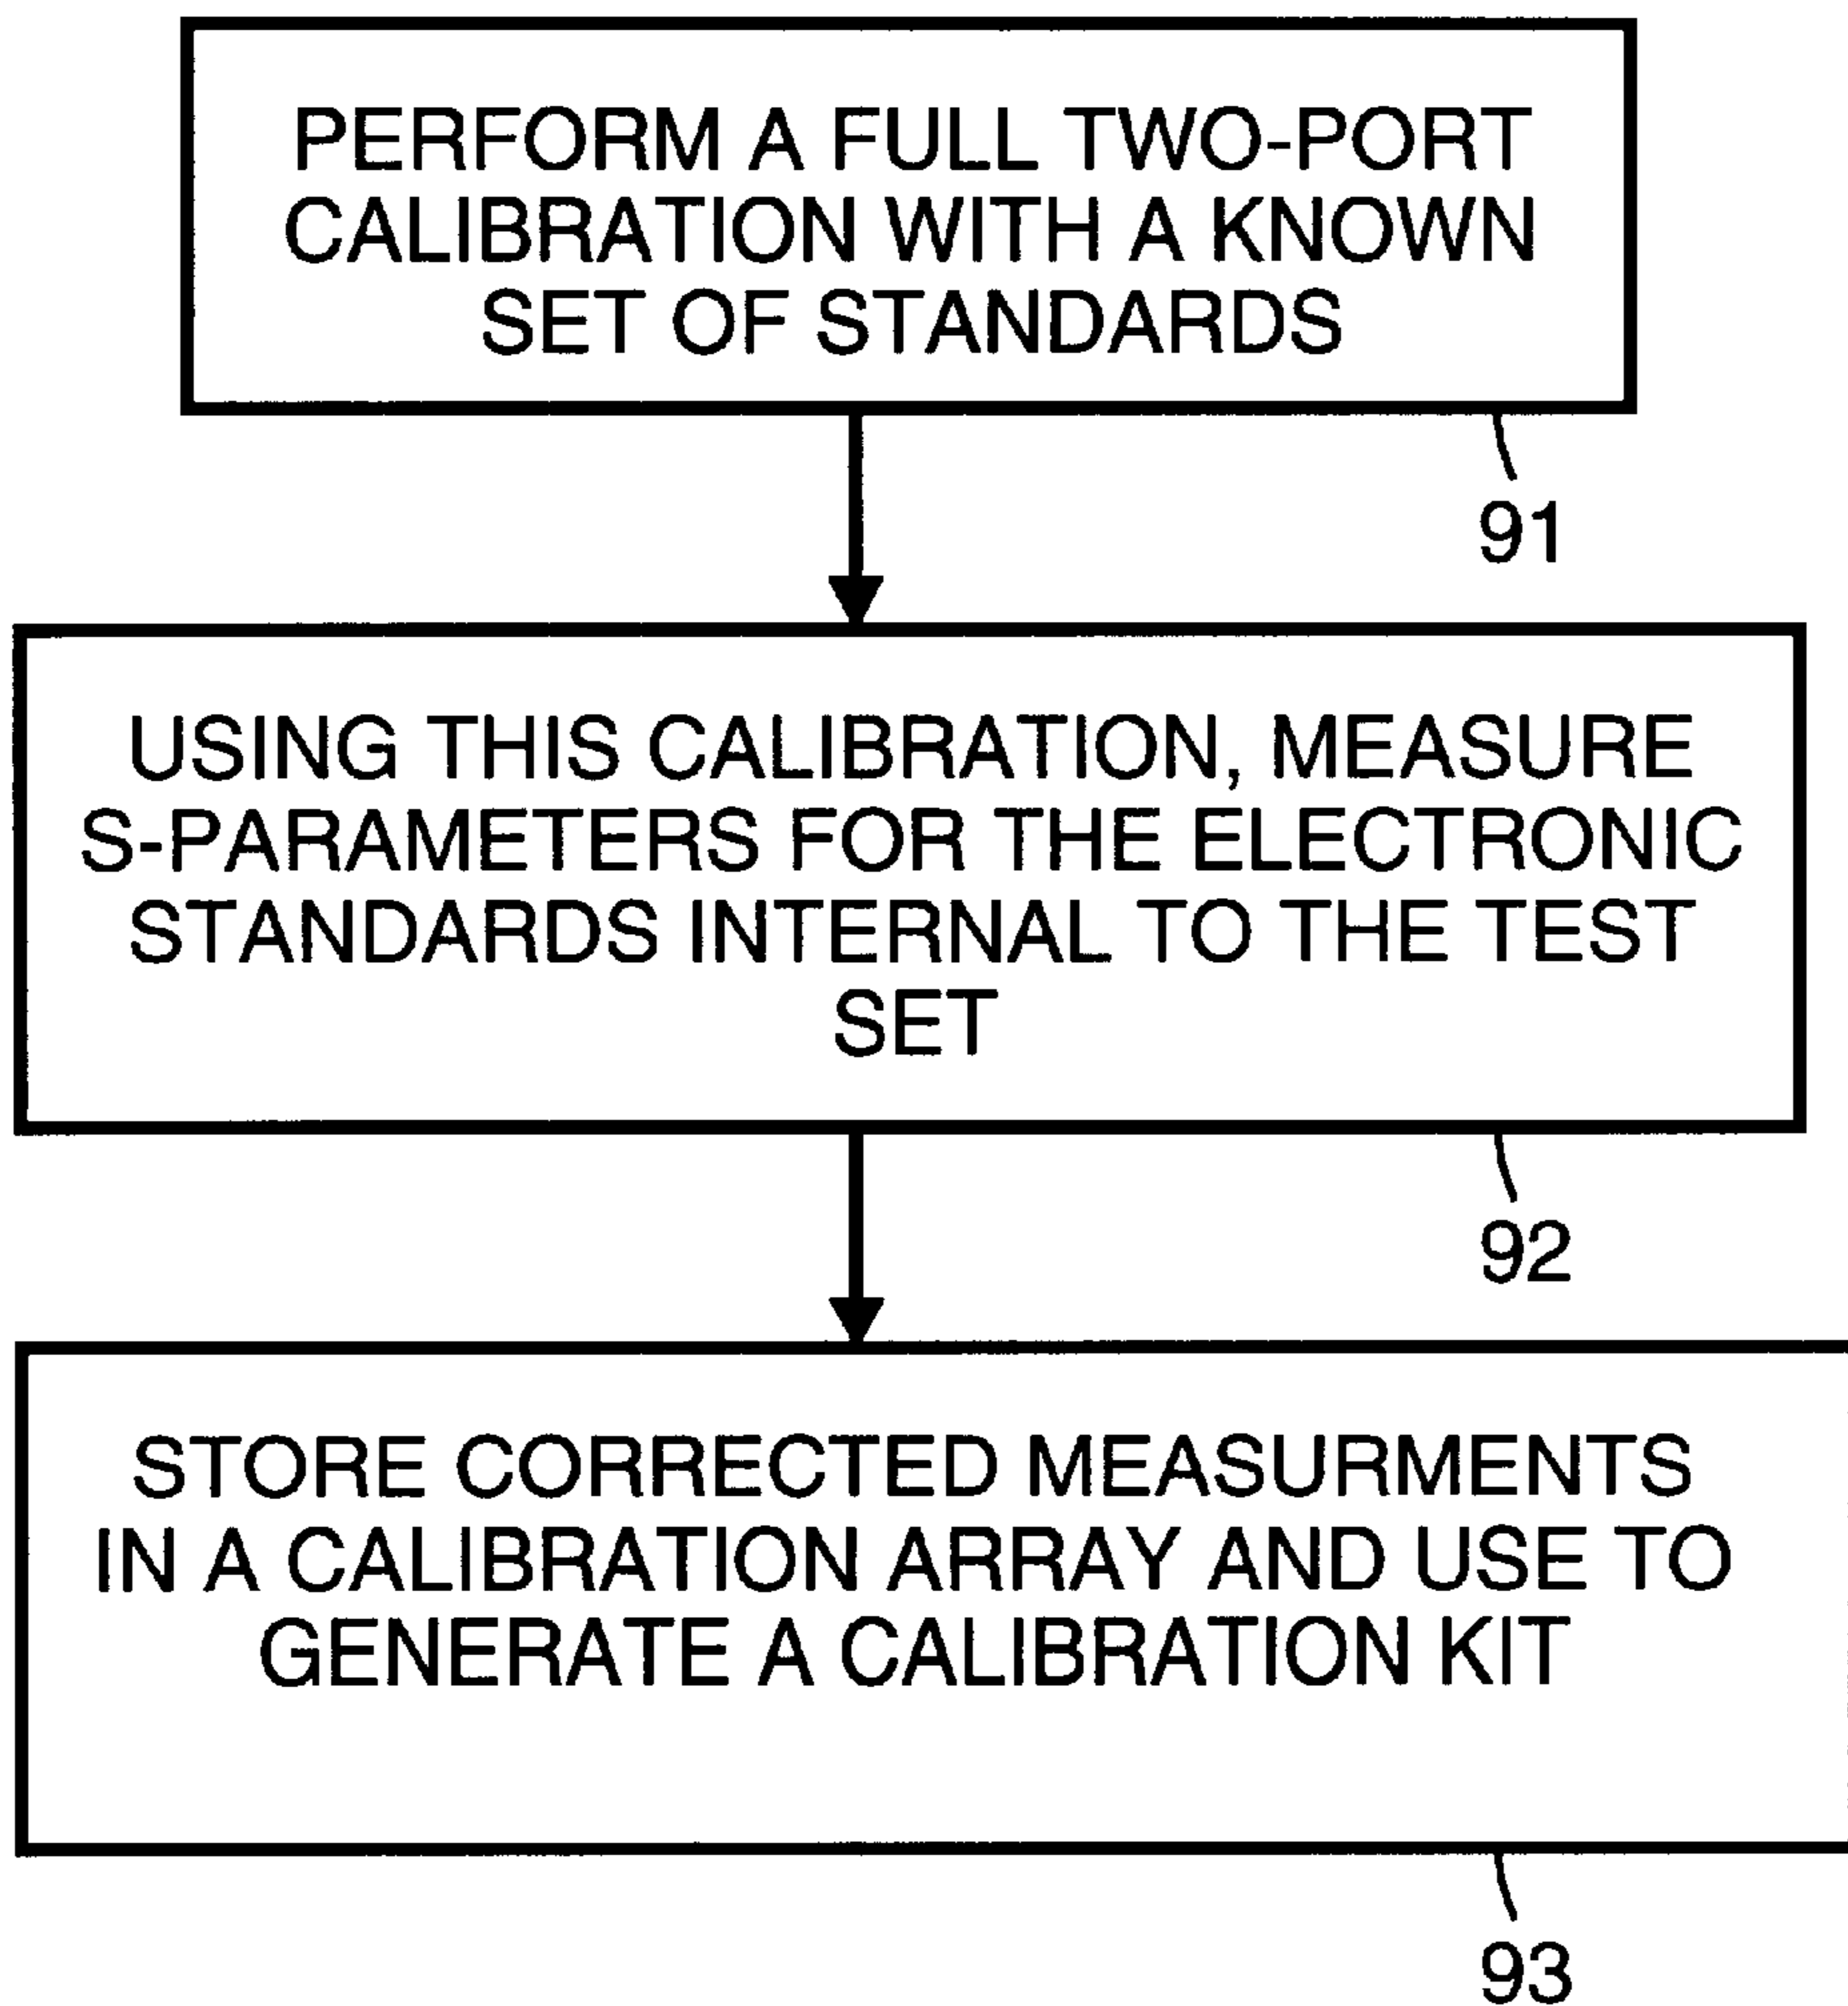 PERFORM A FULL TWO-PORT
CALIBRATION WITH A KNOWN
SET OF STANDARDS
91
USING THIS CALIBRATION, MEASURE
S-PARAMETERS FOR THE ELECTRONIC
STANDARDS INTERNAL TO THE TEST
SET
92
STORE CORRECTED MEASURMENTS
IN A CALIBRATION ARRAY AND USE TO
GENERATE A CALIBRATION KIT
93